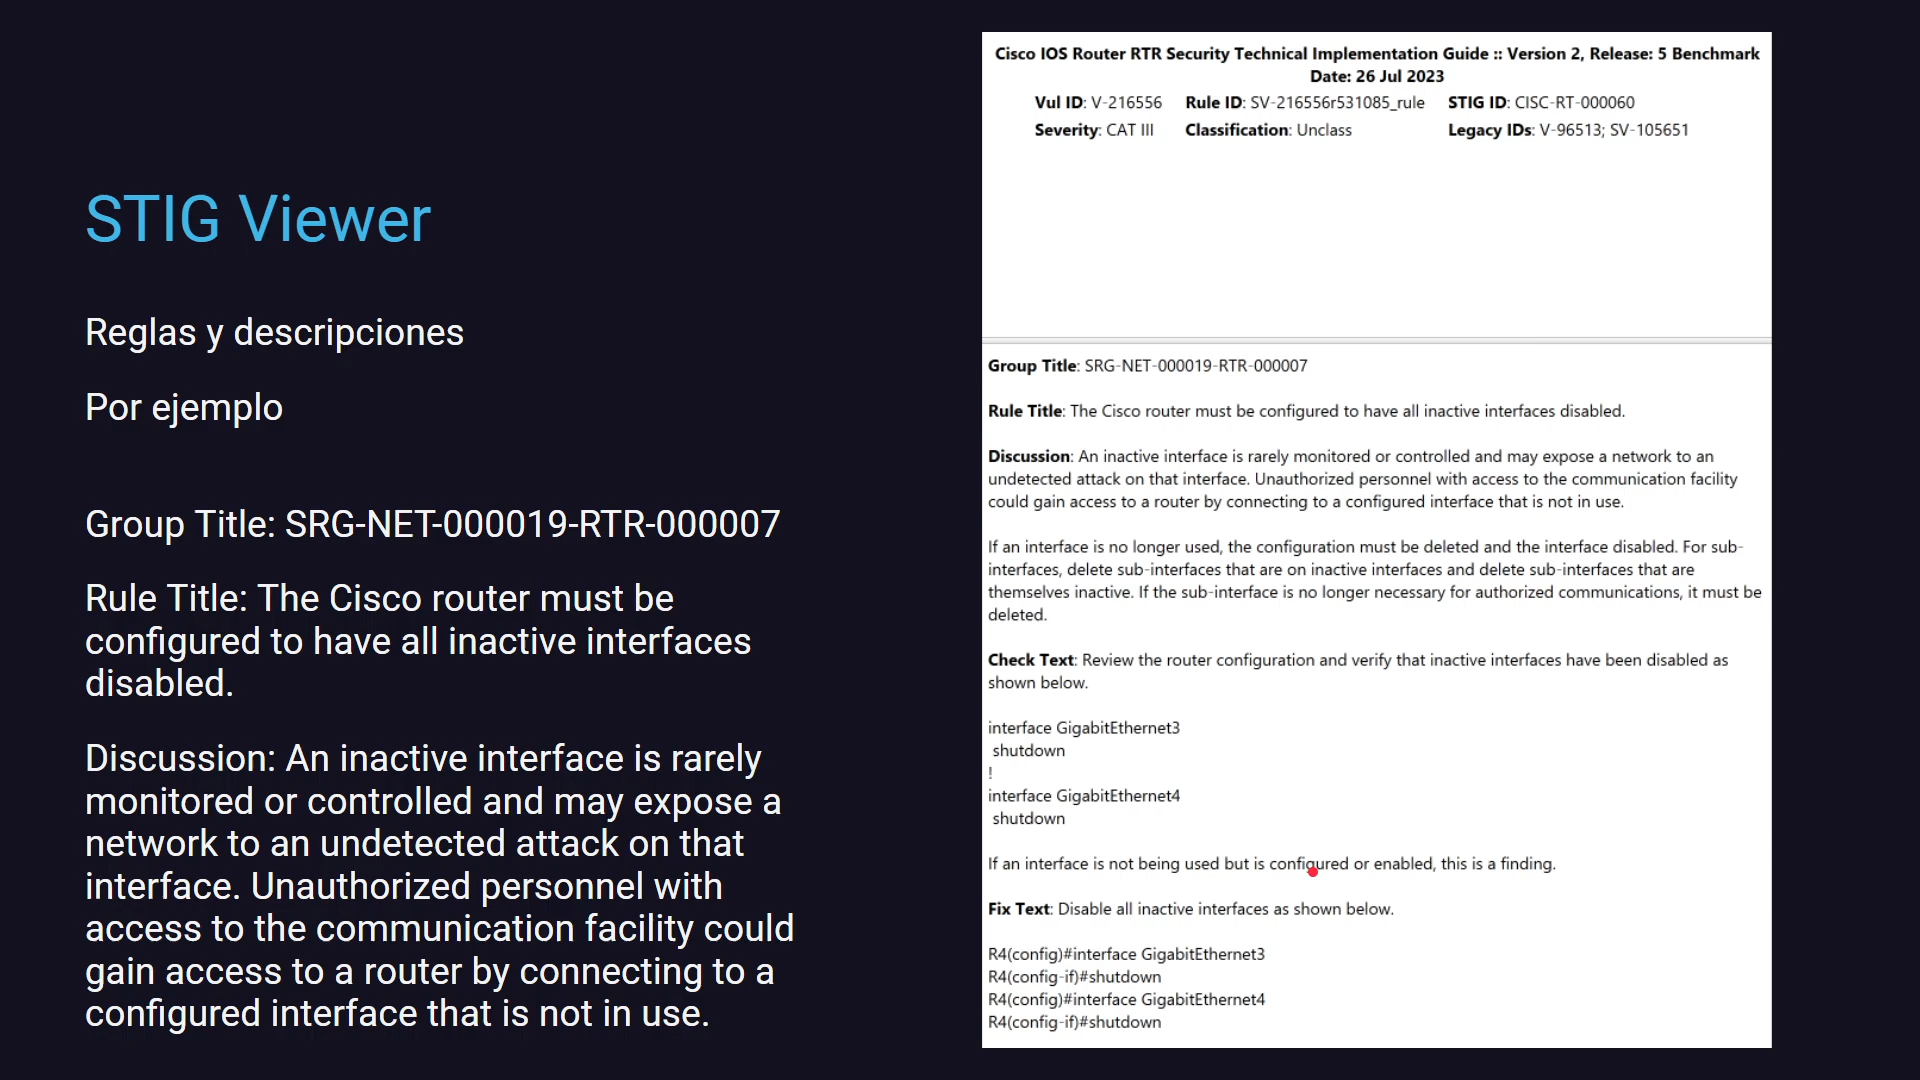 STIG Viewer
Reglas y descripciones
Por ejemplo
Group Title: SRG-NET-000019-RTR-000007
Rule Title: The Cisco router must be
configured to have all inactive interfaces
disabled.
Discussion: An inactive interface is rarely
monitored or controlled and may expose a
network to an undetected attack on that
interface. Unauthorized personnel with
access to the communication facility could
gain access to a router by connecting to a
configured interface that is not in use.
Cisco IOS Router RTR Security Technical Implementation Guide :: Version 2, Release: 5 Benchmark
Date: 26 Jul 2023
Vul ID: V-216556 Rule ID: SV-216556r531085_rule STIG ID: CISC-RT-000060
Severity: CAT III Classification: Unclass Legacy IDs: V-96513; SV-105651
Group Title: SRG-NET-000019-RTR-000007
Rule Title: The Cisco router must be configured to have all inactive interfaces disabled.
Discussion: An inactive interface is rarely monitored or controlled and may expose a network to an
undetected attack on that interface. Unauthorized personnel with access to the communication facility
could gain access to a router by connecting to a configured interface that is not in use.
If an interface is no longer used, the configuration must be deleted and the interface disabled. For sub-
interfaces, delete sub-interfaces that are on inactive interfaces and delete sub-interfaces that are
themselves inactive. If the sub-interface is no longer necessary for authorized communications, it must be
deleted.
Check Text: Review the router configuration and verify that inactive interfaces have been disabled as
shown below.
interface GigabitEthernet3
shutdown
!
interface GigabitEthernet4
shutdown
If an interface is not being used but is configured or enabled, this is a finding.
Fix Text: Disable all inactive interfaces as shown below.
R4(config)#interface GigabitEthernet3
R4(config-if)#shutdown
R4(config)#interface GigabitEthernet4
R4(config-if)#shutdown